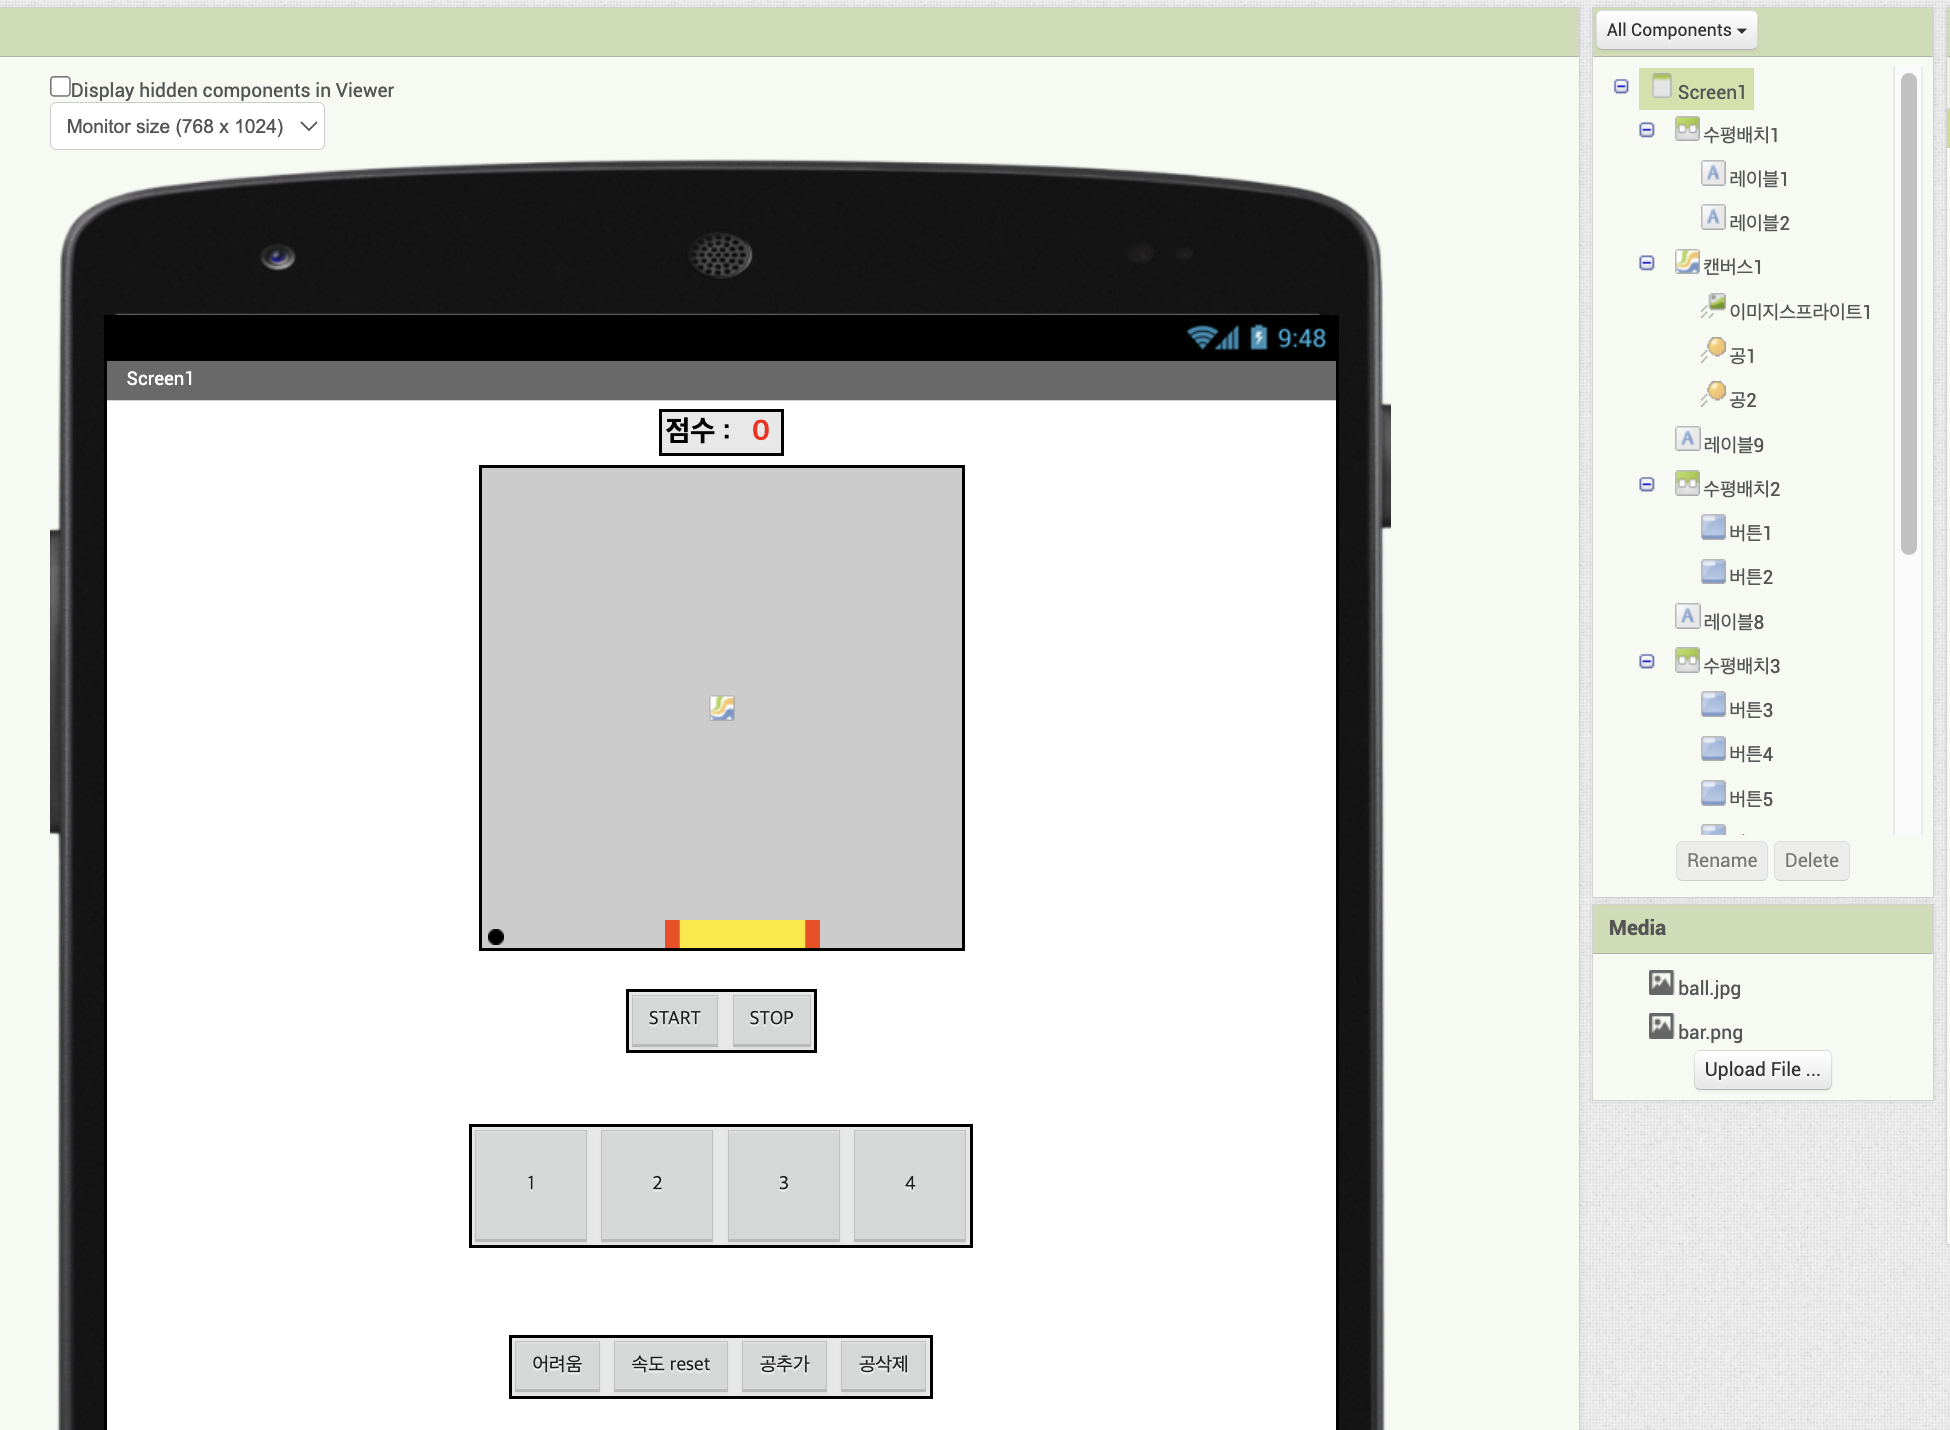 All Components
Display hidden components in Viewer
Monitor size (768 x 1024)
9:48
Screen1
점수 : 0
START STOP
1 2 3 4
어려움 속도 reset 공추가 공삭제
Screen1
수평배치1
레이블1
레이블2
캔버스1
이미지스프라이트1
공1
공2
레이블9
수평배치2
버튼1
버튼2
레이블8
수평배치3
버튼3
버튼4
버튼5
Rename Delete
Media
ball.jpg
bar.png
Upload File ...